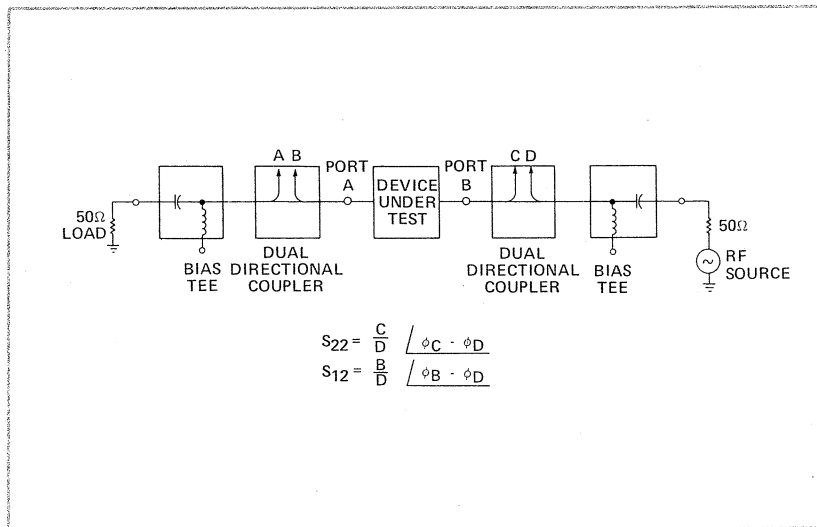 A B
C D
PORT
A
PORT
B
DEVICE
UNDER
TEST
50Ω
LOAD
50Ω
RF
SOURCE
BIAS
TEE
DUAL
DIRECTIONAL
COUPLER
DUAL
DIRECTIONAL
COUPLER
BIAS
TEE
S22 = C/D /ϕC - ϕD
S12 = B/D /ϕB - ϕD